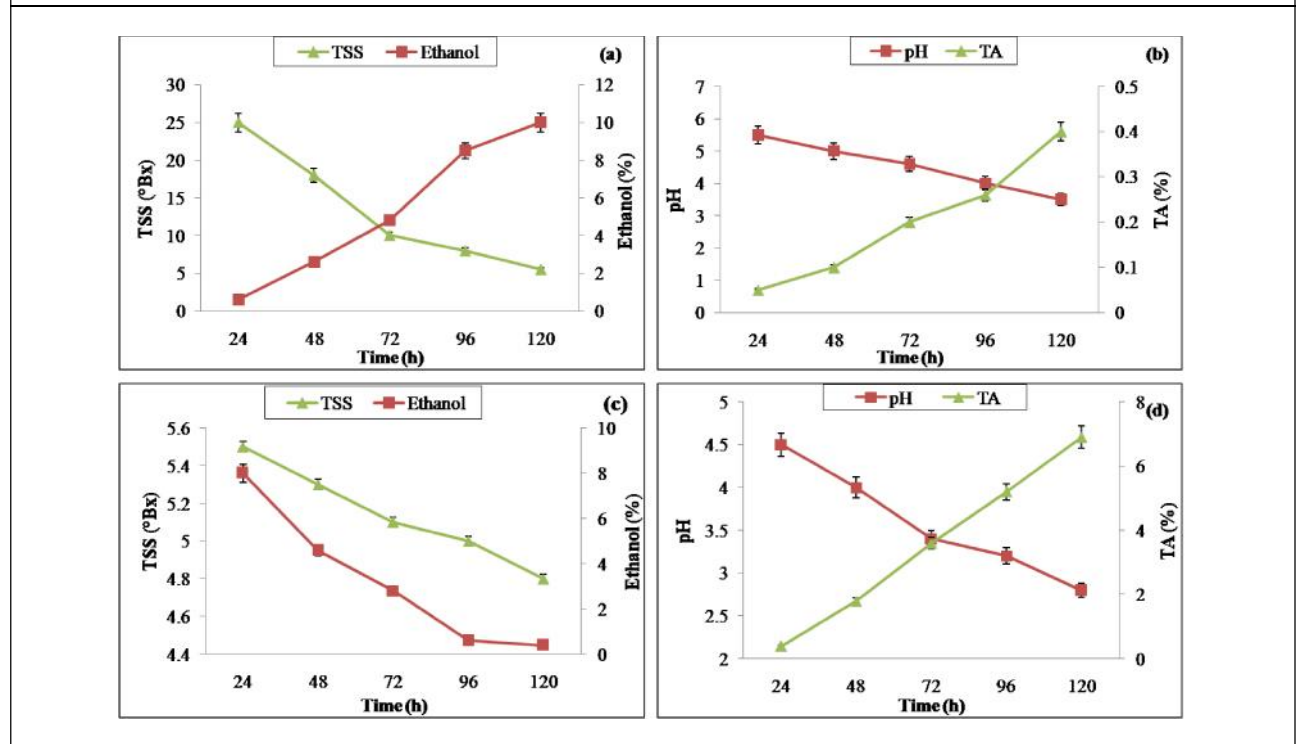 TSS Ethanol (a)
30
25
20
15
10
5
0
TSS (°Bx)
12
10
8
6
4
2
0
Ethanol (%)
24 48 72 96 120
Time (h)
pH TA (b)
7
6
5
4
3
2
1
0
pH
0.5
0.4
0.3
0.2
0.1
0
TA (%)
24 48 72 96 120
Time (h)
TSS Ethanol (c)
5.6
5.4
5.2
5
4.8
4.6
4.4
TSS (°Bx)
10
8
6
4
2
0
Ethanol (%)
24 48 72 96 120
Time (h)
pH TA (d)
5
4.5
4
3.5
3
2.5
2
pH
8
6
4
2
0
TA (%)
24 48 72 96 120
Time (h)